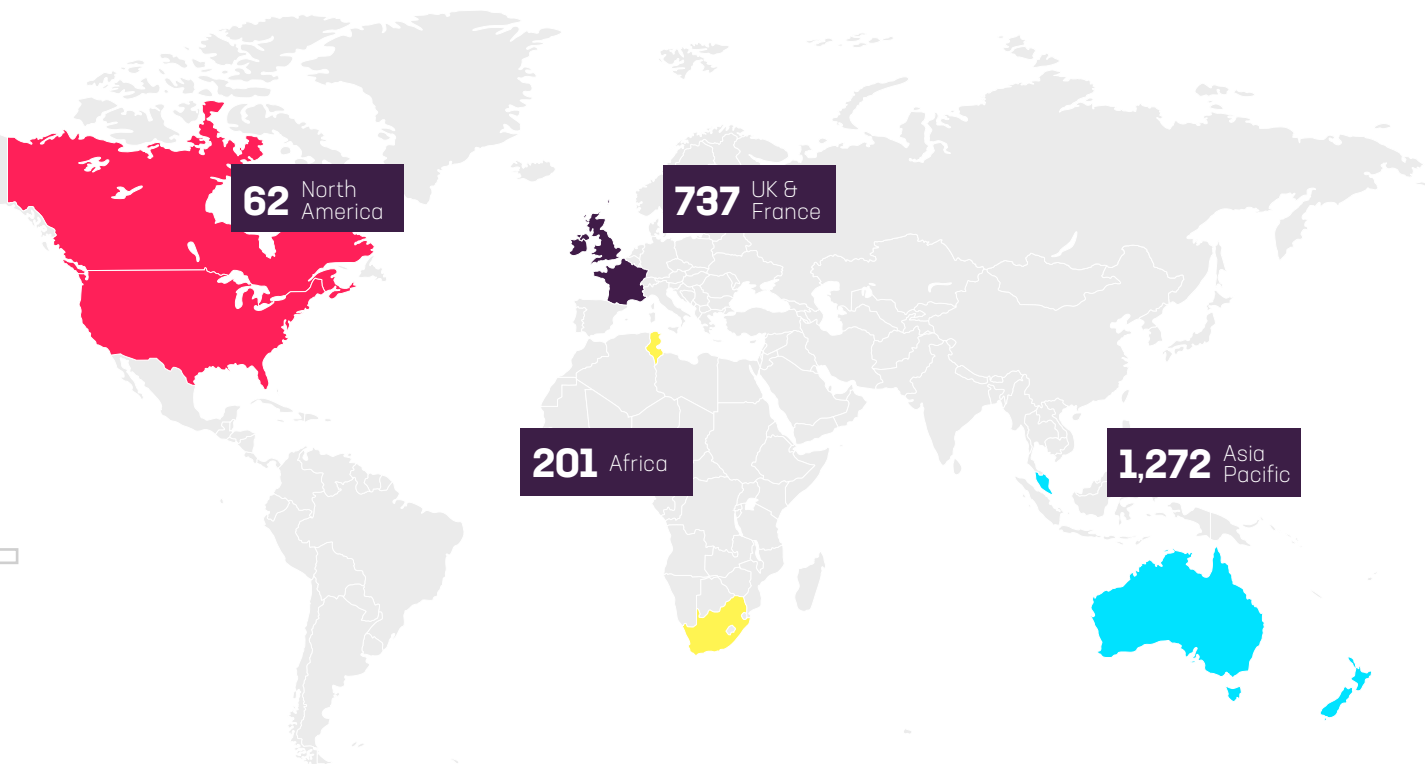 62 North
America
737 UK &
France
201 Africa
1,272 Asia
Pacific